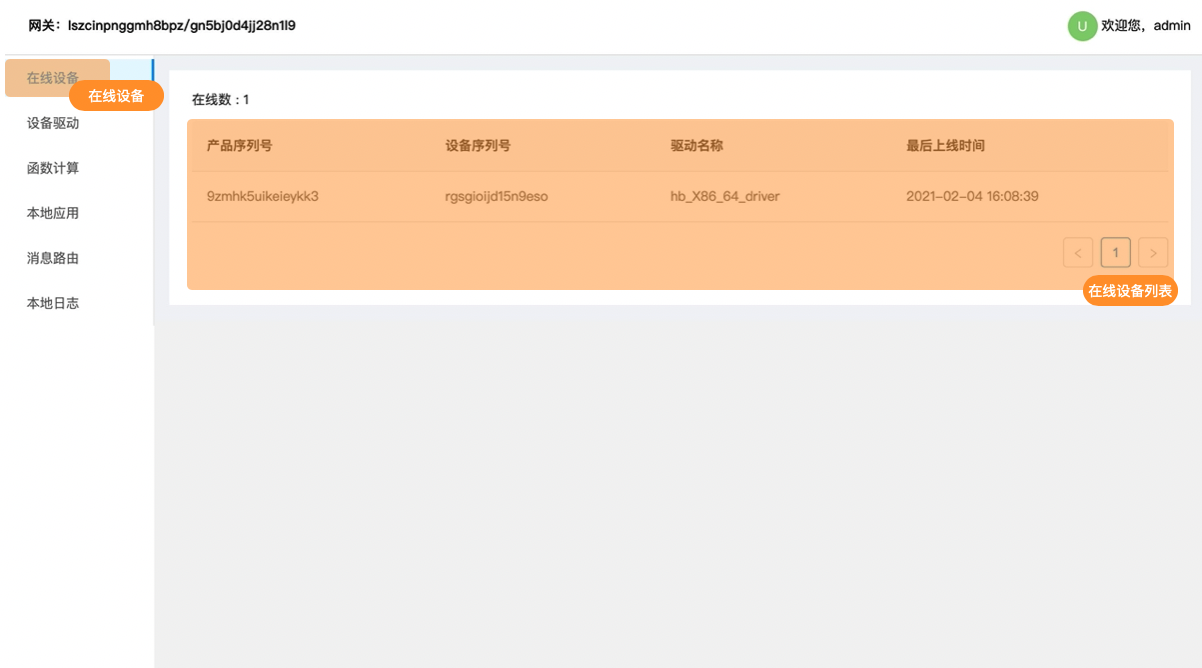 网关：lszcinpnggmh8bpz/gn5bj0d4jj28n1l9
U 欢迎您，admin
在线设备
在线设备
设备驱动
函数计算
本地应用
消息路由
本地日志
在线数 : 1
产品序列号 设备序列号 驱动名称 最后上线时间
9zmhk5uikeieykk3 rgsgioijd15n9eso hb_X86_64_driver 2021-02-04 16:08:39
< 1 >
在线设备列表